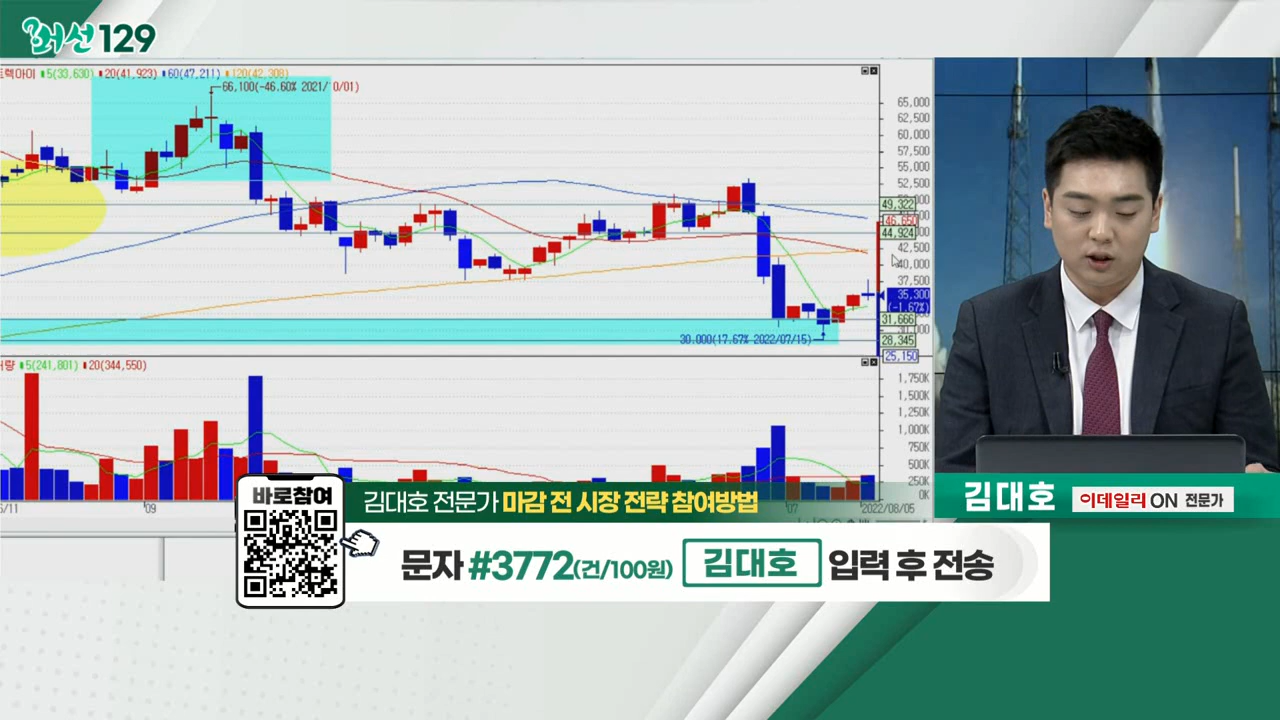 머선129
트렉아이 5(33,630) 20(41,923) 60(47,211) 120(42,308)
66,100(-46.60% 2021/ 0/01)
65,000
62,500
60,000
57,500
55,000
52,500
49,322
46,650
44,924
42,500
40,000
37,500
35,300
(-1.67%)
31,666
30,000(17.67% 2022/07/15)
28,345
25,150
5(241,801) 20(344,550)
1,750K
1,500K
1,250K
1,000K
750K
500K
250K
0K
/11
09
07
2022/08/05
김대호
이데일리 ON 전문가
바로참여
김대호 전문가 마감 전 시장 전략 참여방법
문자 #3772(건/100원) 김대호 입력 후 전송